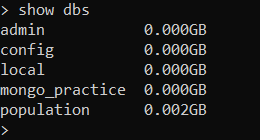 > show dbs
admin           0.000GB
config          0.000GB
local           0.000GB
mongo_practice  0.000GB
population      0.002GB
>